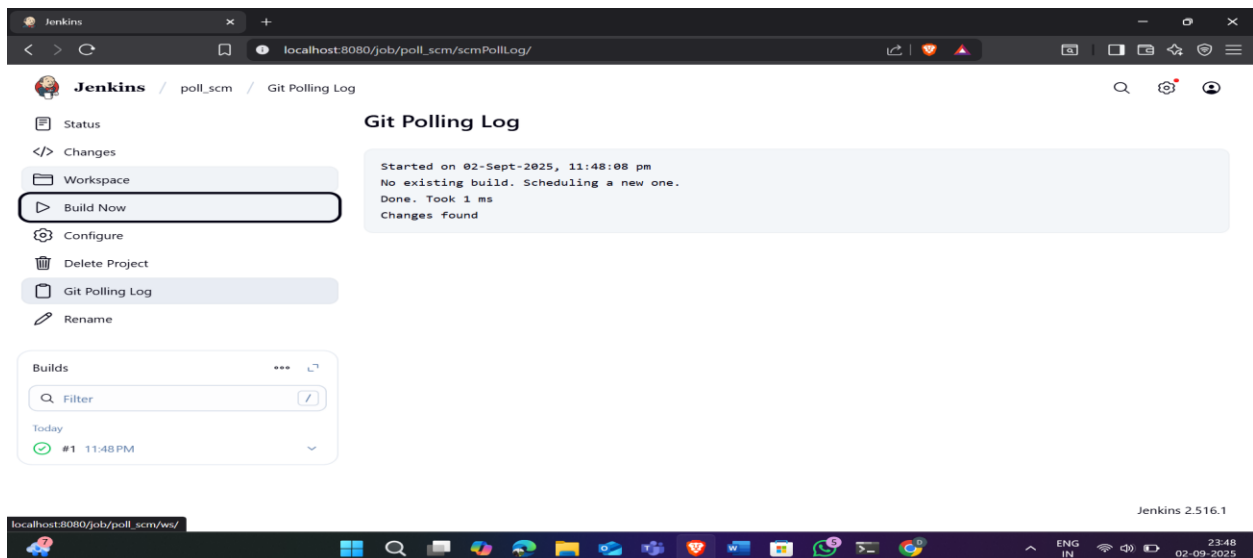 Jenkins
localhost:8080/job/poll_scm/scmPollLog/
Jenkins / poll_scm / Git Polling Log
Status
Changes
Workspace
Build Now
Configure
Delete Project
Git Polling Log
Rename
Builds
Filter /
Today
#1 11:48 PM
Git Polling Log
Started on 02-Sept-2025, 11:48:08 pm
No existing build. Scheduling a new one.
Done. Took 1 ms
Changes found
Jenkins 2.516.1
localhost:8080/job/poll_scm/ws/
7
5
ENG
IN
23:48
02-09-2025